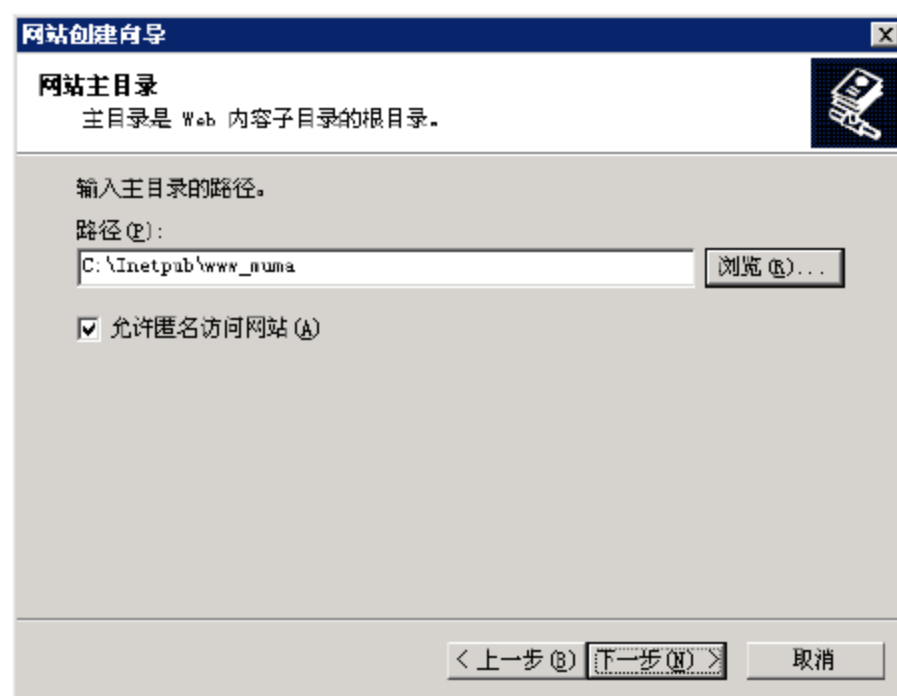 网站创建向导
网站主目录
主目录是 Web 内容子目录的根目录。
输入主目录的路径。
路径(P):
C:\Inetpub\www_muma
浏览(R)...
允许匿名访问网站(A)
< 上一步(B)
下一步(N) >
取消